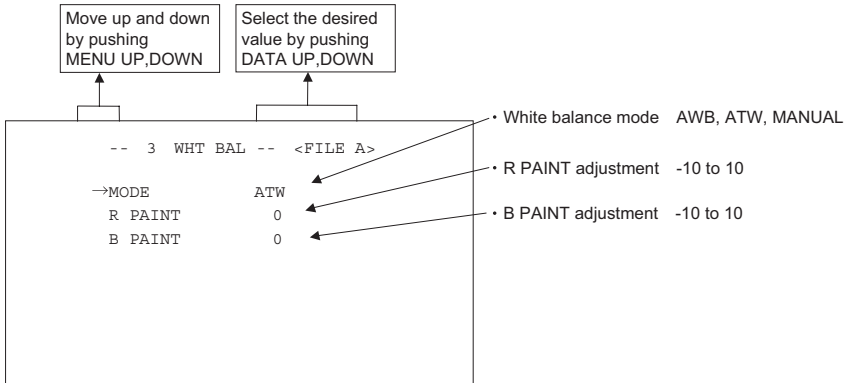 Move up and down
by pushing
MENU UP,DOWN
Select the desired
value by pushing
DATA UP,DOWN
-- 3 WHT BAL -- <FILE A>
→MODE ATW
R PAINT 0
B PAINT 0
• White balance mode AWB, ATW, MANUAL
• R PAINT adjustment -10 to 10
• B PAINT adjustment -10 to 10